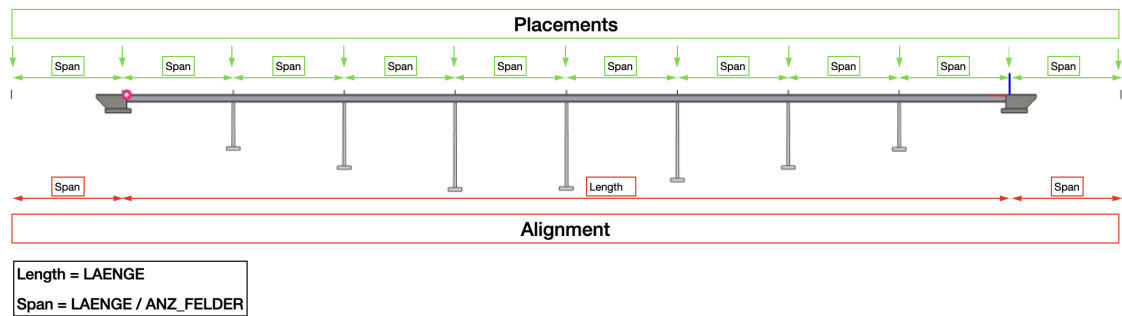 Placements
Span
Span
Span
Span
Span
Span
Span
Span
Span
Span
Span
Length
Span
Alignment
Length = LAENGE
Span = LAENGE / ANZ_FELDER